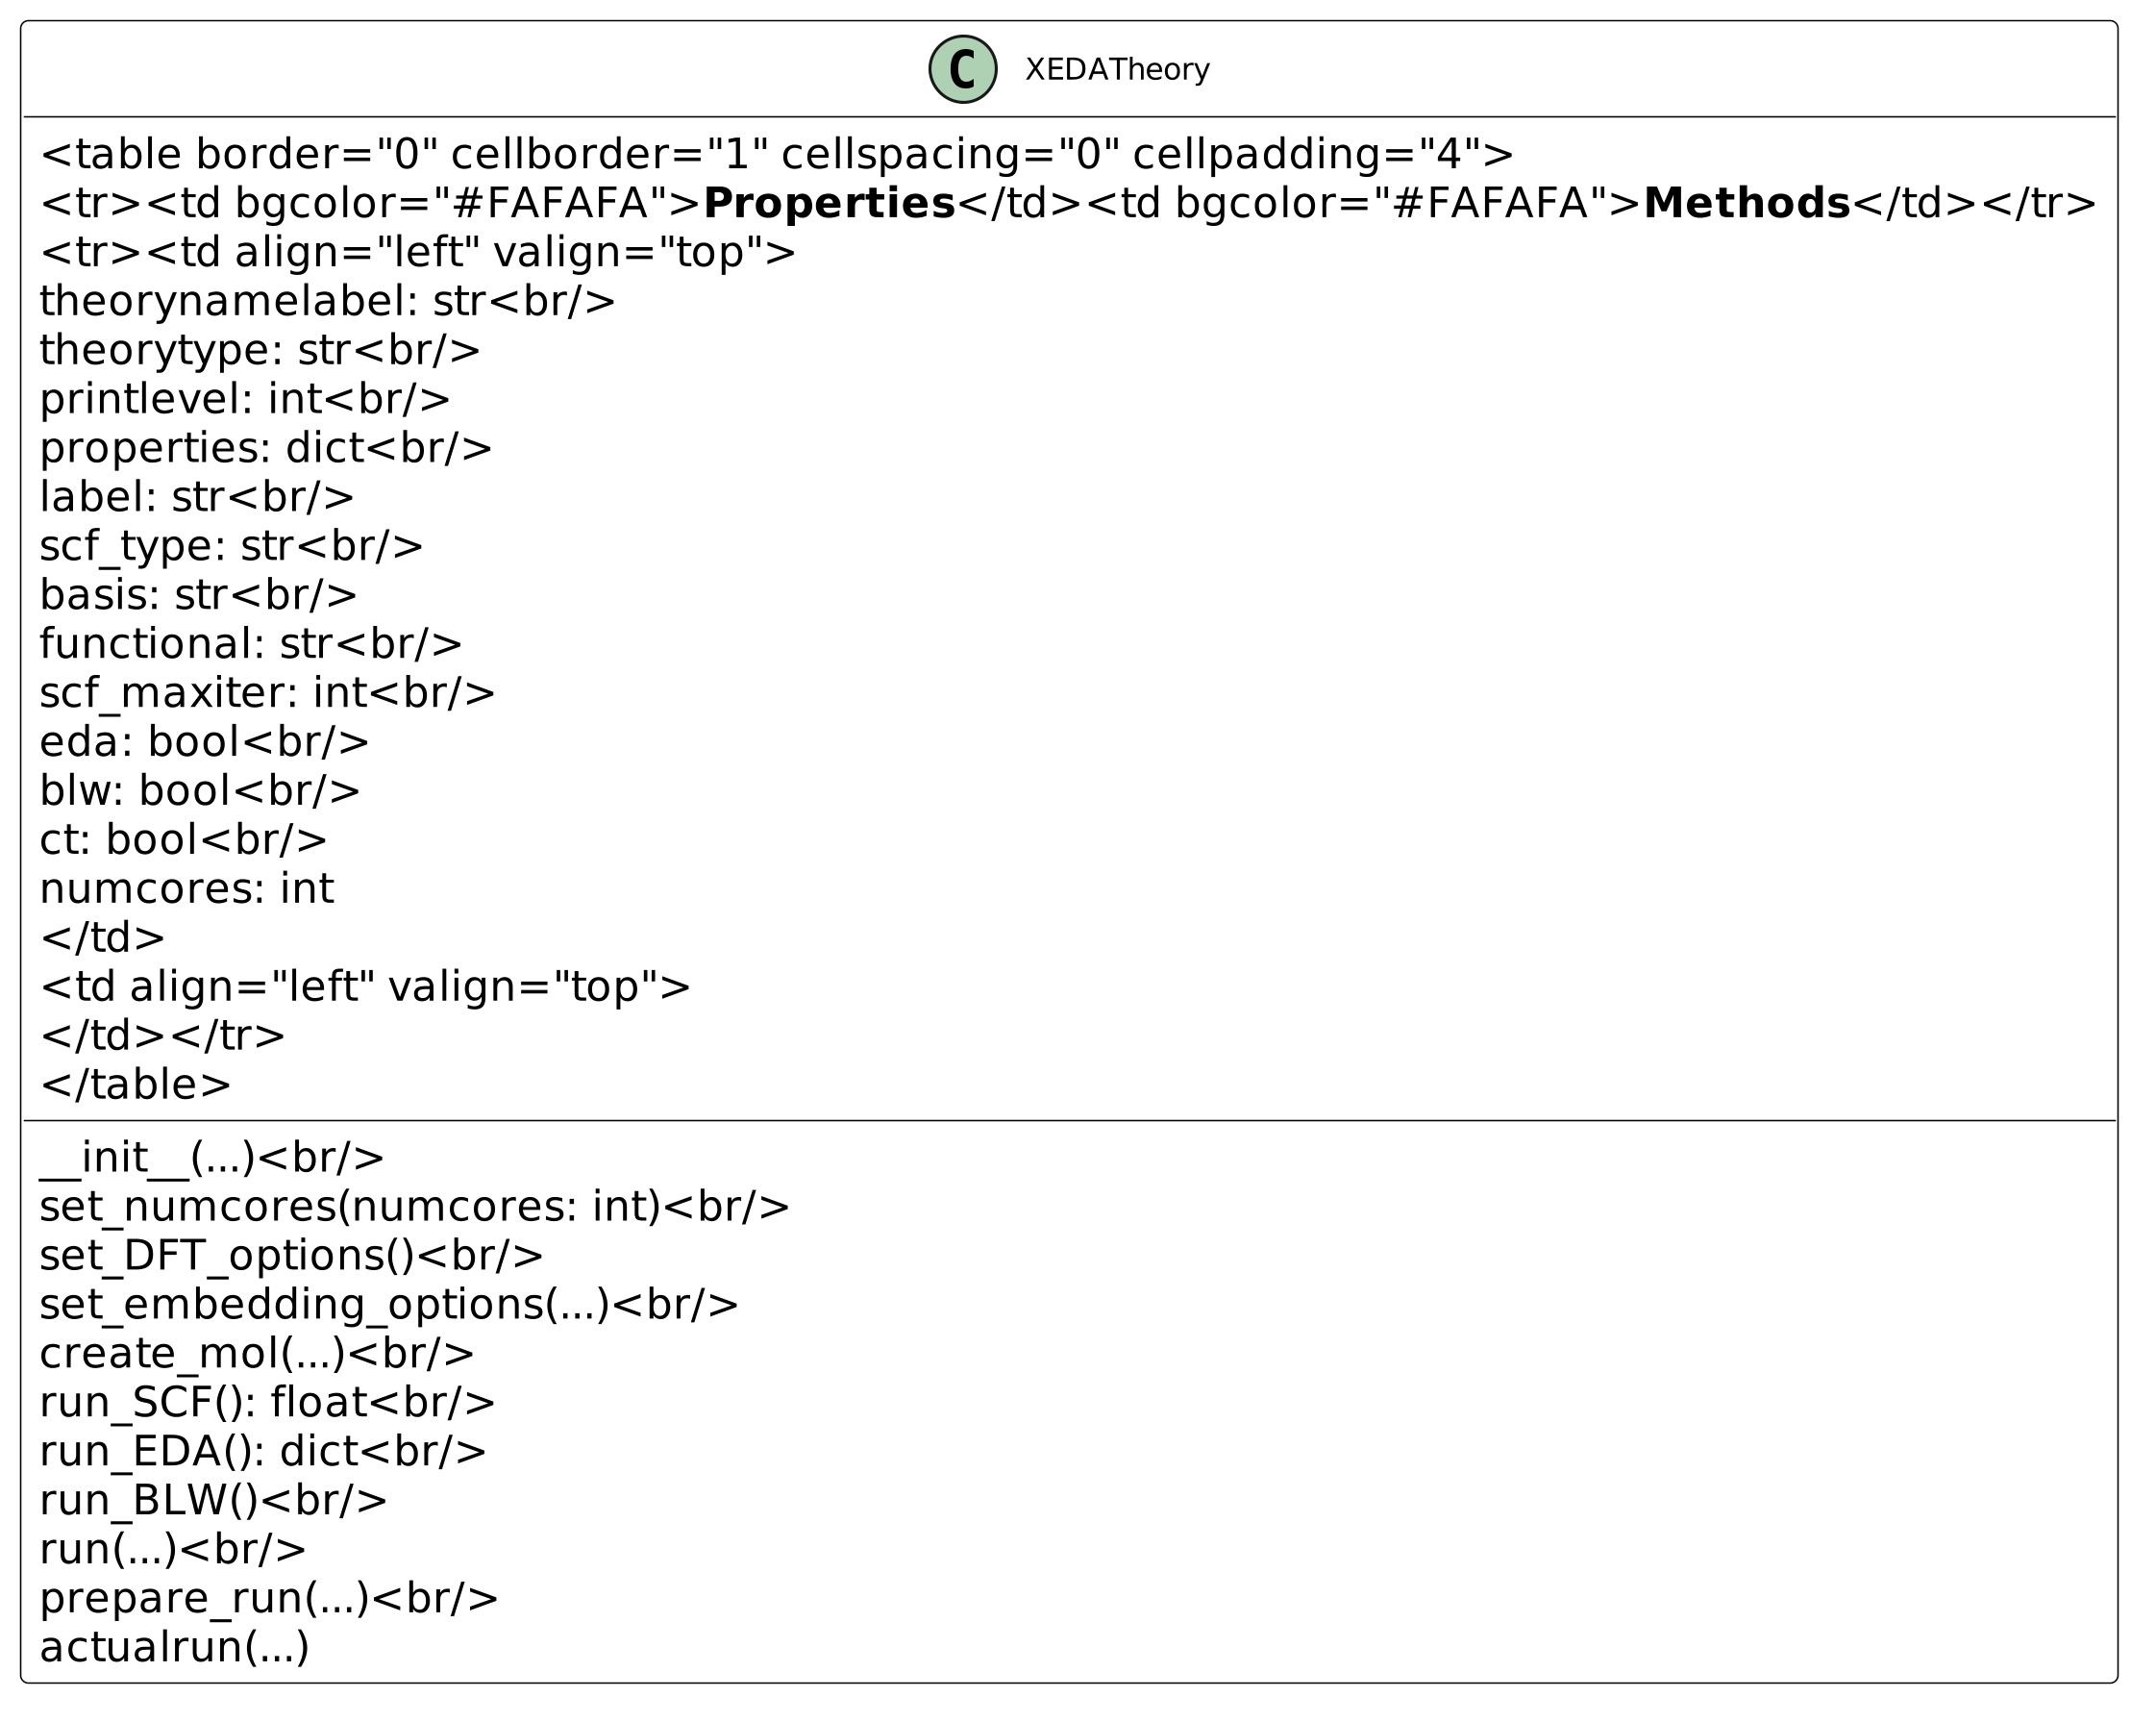 C XEDATheory
<table border="0" cellborder="1" cellspacing="0" cellpadding="4">
<tr><td bgcolor="#FAFAFA">Properties</td><td bgcolor="#FAFAFA">Methods</td></tr>
<tr><td align="left" valign="top">
theorynamelabel: str<br/>
theorytype: str<br/>
printlevel: int<br/>
properties: dict<br/>
label: str<br/>
scf_type: str<br/>
basis: str<br/>
functional: str<br/>
scf_maxiter: int<br/>
eda: bool<br/>
blw: bool<br/>
ct: bool<br/>
numcores: int
</td>
<td align="left" valign="top">
</td></tr>
</table>
__init__(...)<br/>
set_numcores(numcores: int)<br/>
set_DFT_options()<br/>
set_embedding_options(...)<br/>
create_mol(...)<br/>
run_SCF(): float<br/>
run_EDA(): dict<br/>
run_BLW()<br/>
run(...)<br/>
prepare_run(...)<br/>
actualrun(...)